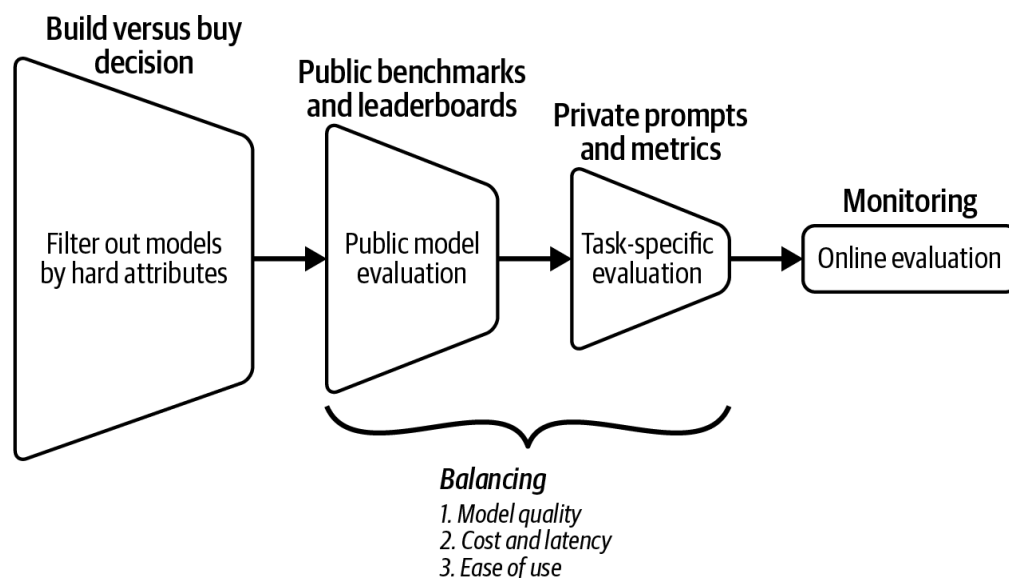 Build versus buy
decision
Filter out models
by hard attributes
Public benchmarks
and leaderboards
Public model
evaluation
Private prompts
and metrics
Task-specific
evaluation
Monitoring
Online evaluation
Balancing
1. Model quality
2. Cost and latency
3. Ease of use